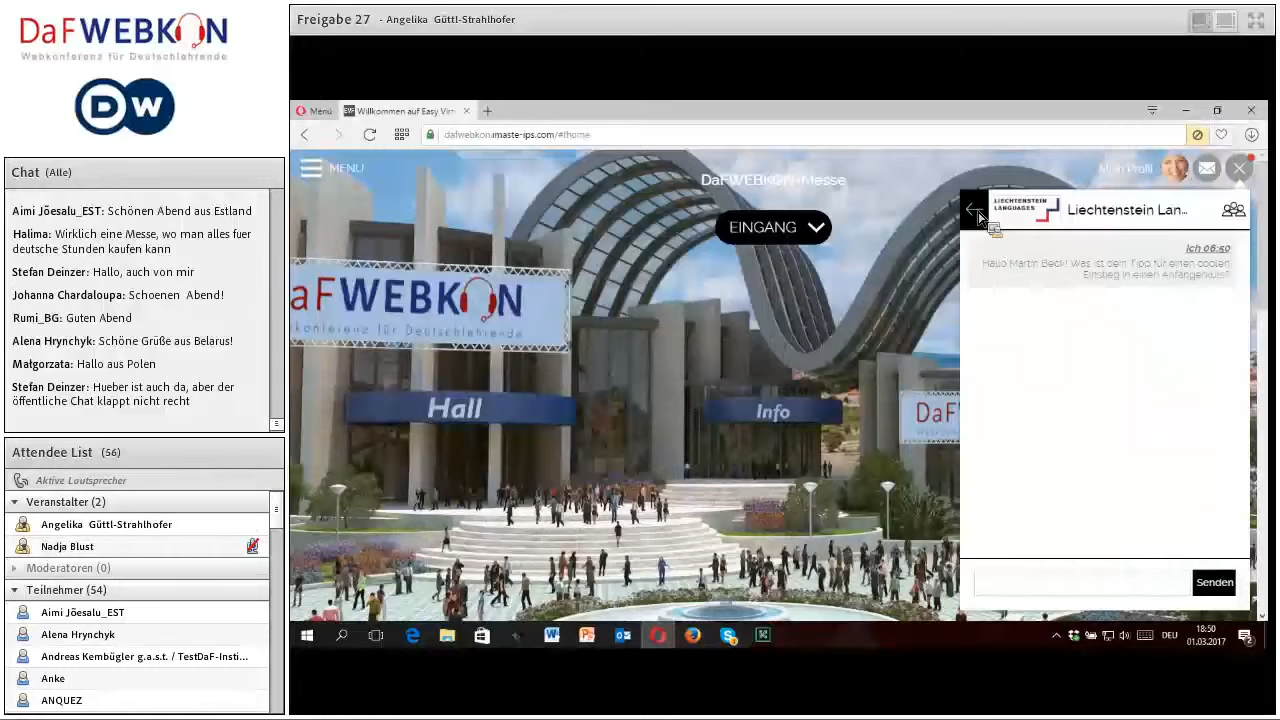 DaFWEBKON
Webkonferenz für Deutschlehrende
DW
Chat (Alle)
Aimi Jõesalu_EST: Schönen Abend aus Estland
Halima: Wirklich eine Messe, wo man alles fuer
deutsche Stunden kaufen kann
Stefan Deinzer: Hallo, auch von mir
Johanna Chardaloupa: Schoenen Abend!
Rumi_BG: Guten Abend
Alena Hrynchyk: Schöne Grüße aus Belarus!
Małgorzata: Hallo aus Polen
Stefan Deinzer: Hueber ist auch da, aber der
öffentliche Chat klappt nicht recht
Attendee List (56)
Aktive Lautsprecher
Veranstalter (2)
Angelika Güttl-Strahlhofer
Nadja Blust
Moderatoren (0)
Teilnehmer (54)
Aimi Jõesalu_EST
Alena Hrynchyk
Andreas Kembügler g.a.s.t. / TestDaF-Insti...
Anke
ANQUEZ
Freigabe 27 - Angelika Güttl-Strahlhofer
Menü
Willkommen auf Easy Virt
dafwebkon.imaste-ips.com/#!home
MENU
DaFWEBKON-Messe
Mein Profil
EINGANG
LIECHTENSTEIN
LANGUAGES
Liechtenstein Lan...
Ich 06:50
Hallo Martin Beck! Was ist dein Tipp für einen coolen
Einstieg in einen Anfängerkurs?
aFWEBKON
bkonferenz für Deutschlehrende
Hall
Info
DaF
Senden
DEU
18:50
01.03.2017
2